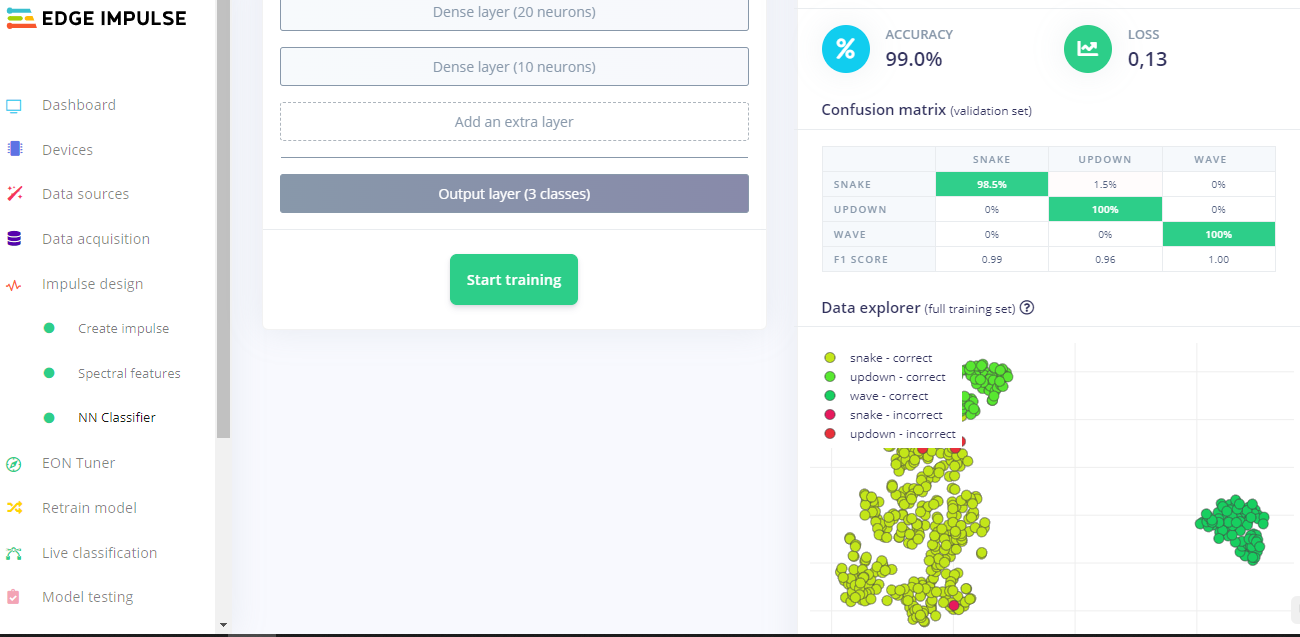 EDGE IMPULSE
Dashboard
Devices
Data sources
Data acquisition
Impulse design
Create impulse
Spectral features
NN Classifier
EON Tuner
Retrain model
Live classification
Model testing
Dense layer (20 neurons)
Dense layer (10 neurons)
Add an extra layer
Output layer (3 classes)
Start training
% ACCURACY
99.0%
LOSS
0,13
Confusion matrix (validation set)
SNAKE UPDOWN WAVE
SNAKE 98.5% 1.5% 0%
UPDOWN 0% 100% 0%
WAVE 0% 0% 100%
F1 SCORE 0.99 0.96 1.00
Data explorer (full training set) ?
snake - correct
updown - correct
wave - correct
snake - incorrect
updown - incorrect